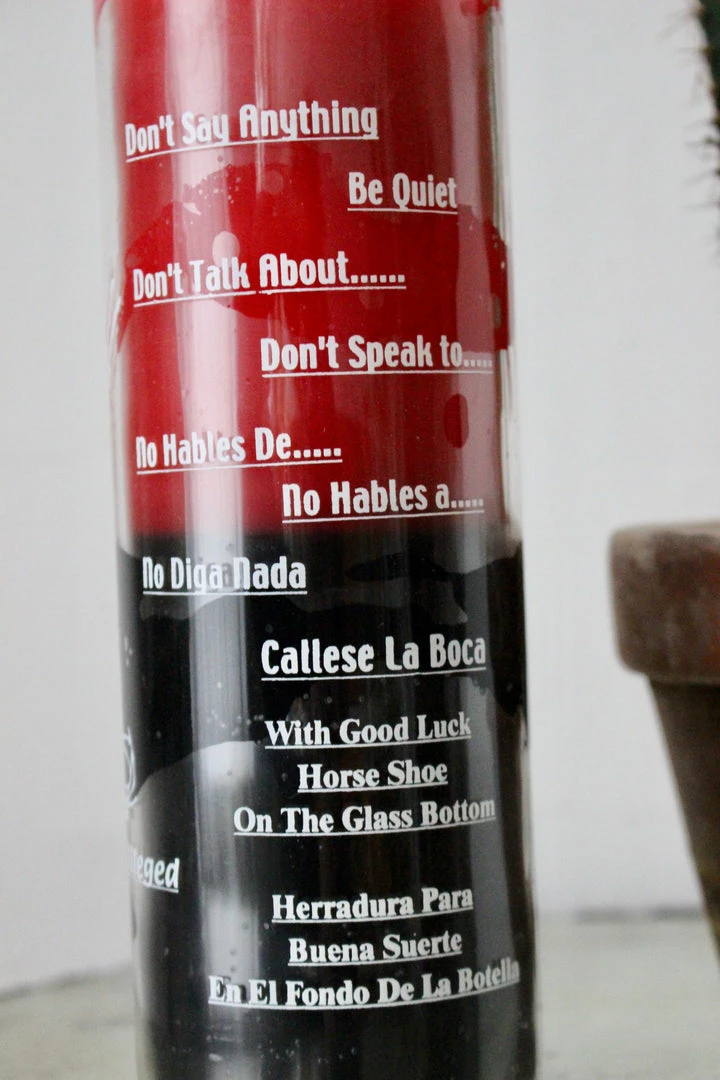 Don't Say Anything
Be Quiet
Don't Talk About......
Don't Speak to.....
No Hables De.....
No Hables a.....
No Diga Nada
Callese La Boca
With Good Luck
Horse Shoe
On The Glass Bottom
Herradura Para
Buena Suerte
En El Fondo De La Botella